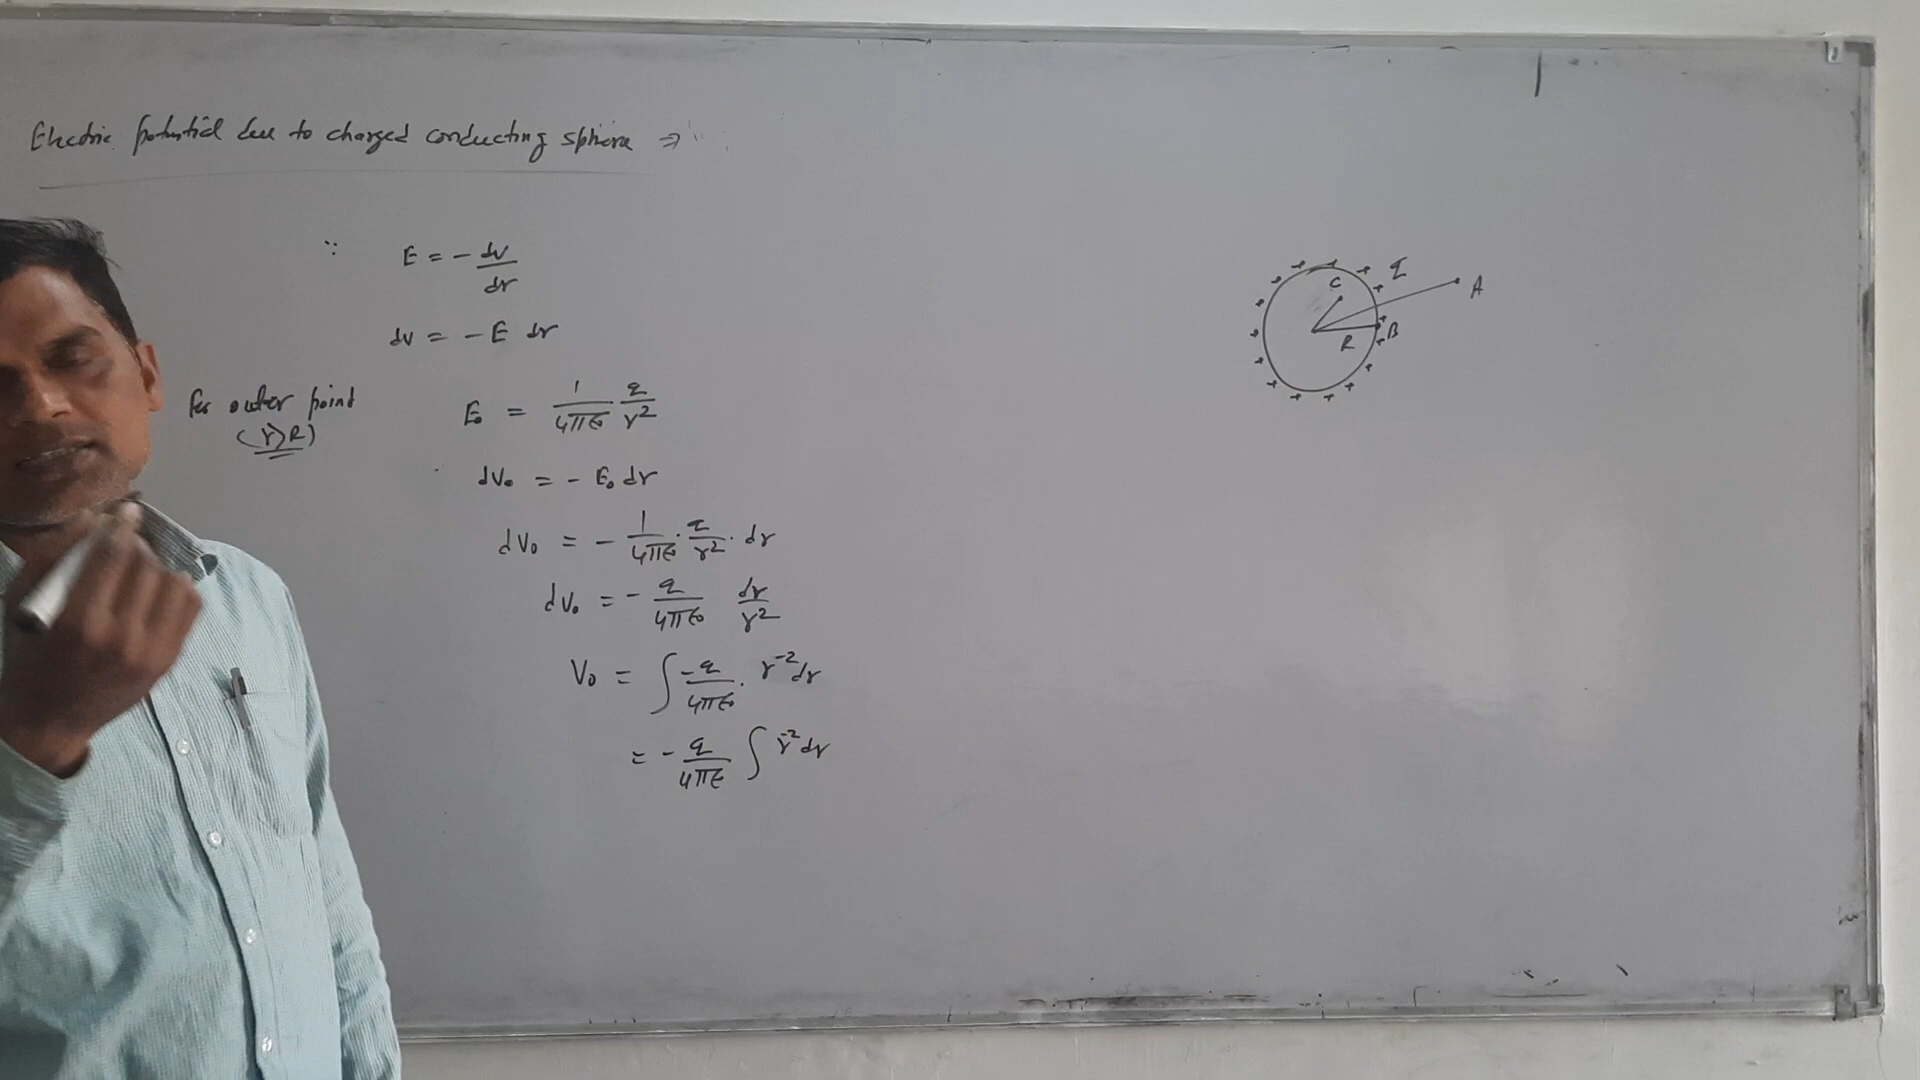 Electric potential due to charged conducting sphere ⇒
∵ E = - dv/dr
dv = - E dr
for outer point E₀ = 1/4πε₀ q/r²
(r>R)
dV₀ = - E₀ dr
dV₀ = - 1/4πε₀ · q/r² · dr
dV₀ = - q/4πε₀ dr/r²
V₀ = ∫ -q/4πε₀ · r⁻² dr
= - q/4πε ∫ r⁻² dr
q
A
C
B
R